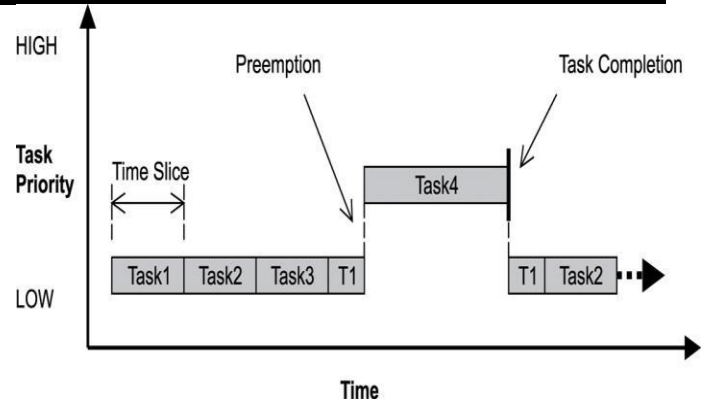 HIGH
Preemption
Task Completion
Task
Priority
Time Slice
Task4
Task1
Task2
Task3
T1
T1
Task2
LOW
Time